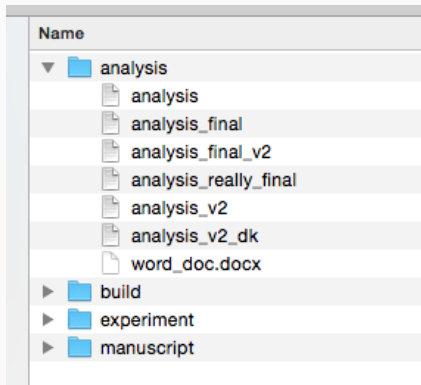 Name
analysis
analysis
analysis_final
analysis_final_v2
analysis_really_final
analysis_v2
analysis_v2_dk
word_doc.docx
build
experiment
manuscript